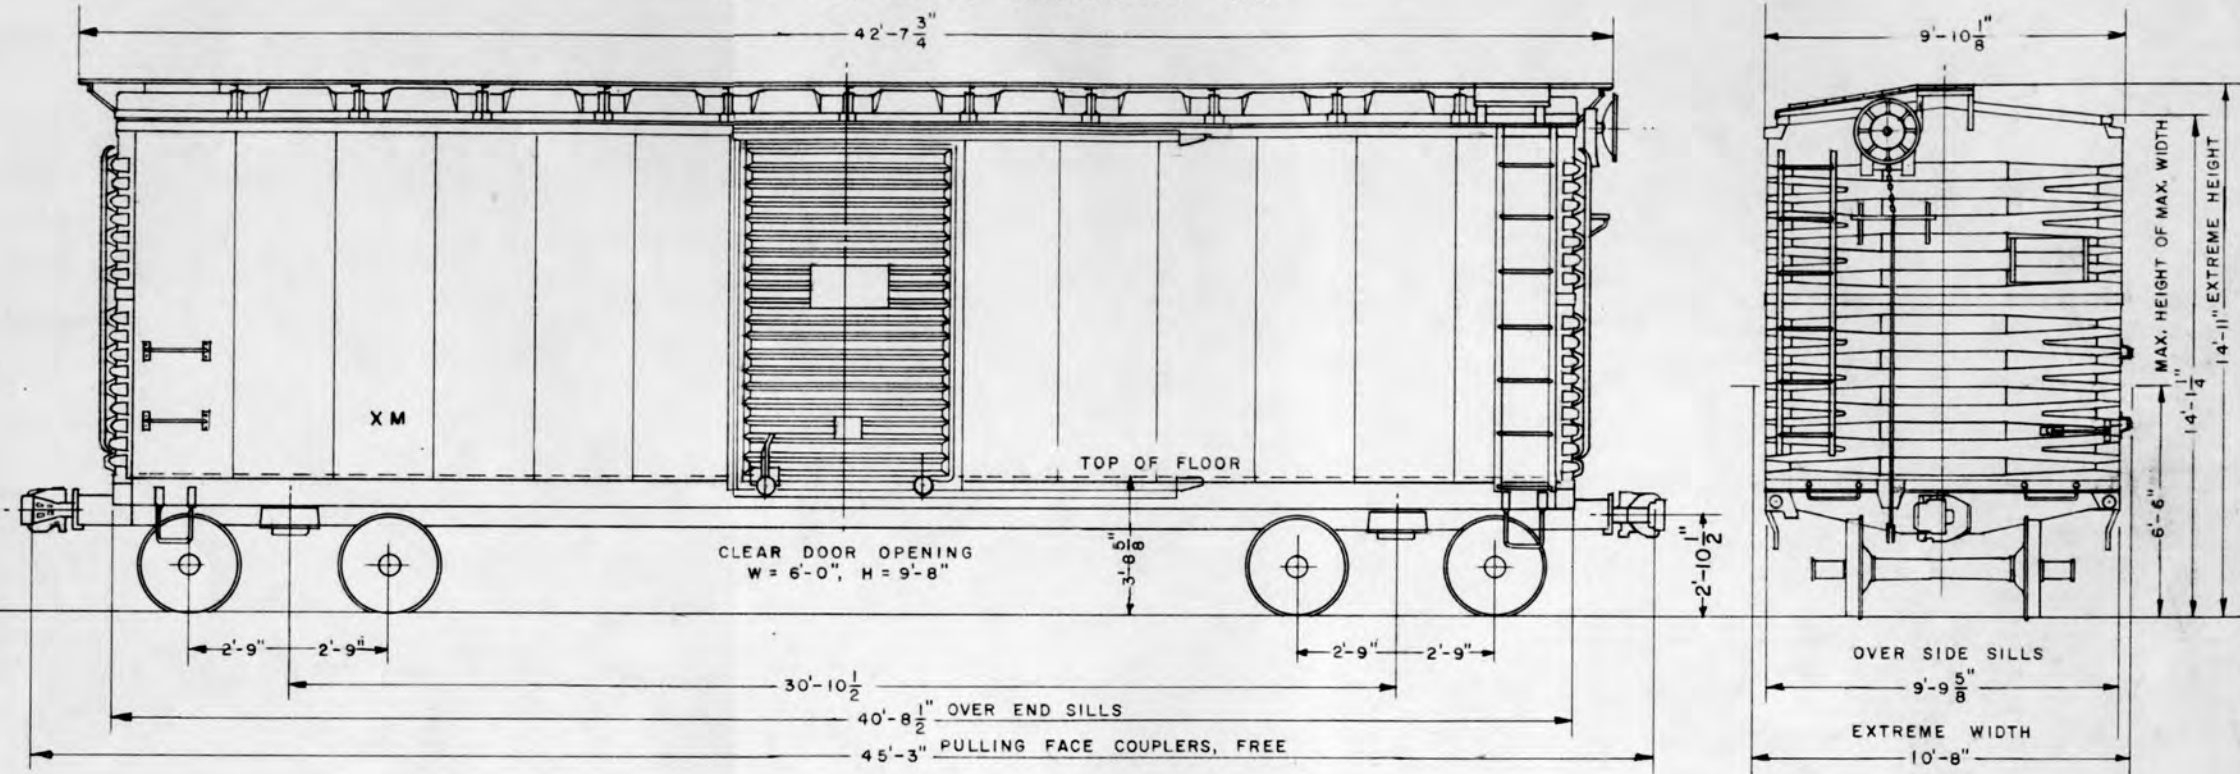 42'-7 3/4"
9'-10 1/8"
MAX. HEIGHT OF MAX. WIDTH
14'-11" EXTREME HEIGHT
14'-1 1/4"
6'-6"
XM
TOP OF FLOOR
CLEAR DOOR OPENING
W = 6'-0", H = 9'-8"
3'-8 5/8"
2'-10 1/2"
2'-9" 2'-9"
2'-9" 2'-9"
30'-10 1/2
40'-8 1/2" OVER END SILLS
45'-3" PULLING FACE COUPLERS, FREE
OVER SIDE SILLS
9'-9 5/8"
EXTREME WIDTH
10'-8"